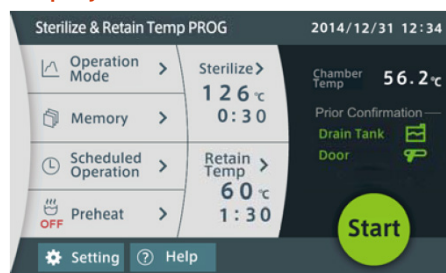 Sterilize & Retain Temp PROG
2014/12/31 12:34
Operation
Mode
>
Memory >
Scheduled
Operation
>
OFF Preheat >
Sterilize>
126℃
0:30
Retain
Temp
>
60℃
1:30
Chamber
Temp
56.2℃
Prior Confirmation
Drain Tank
Door
Start
Setting
? Help